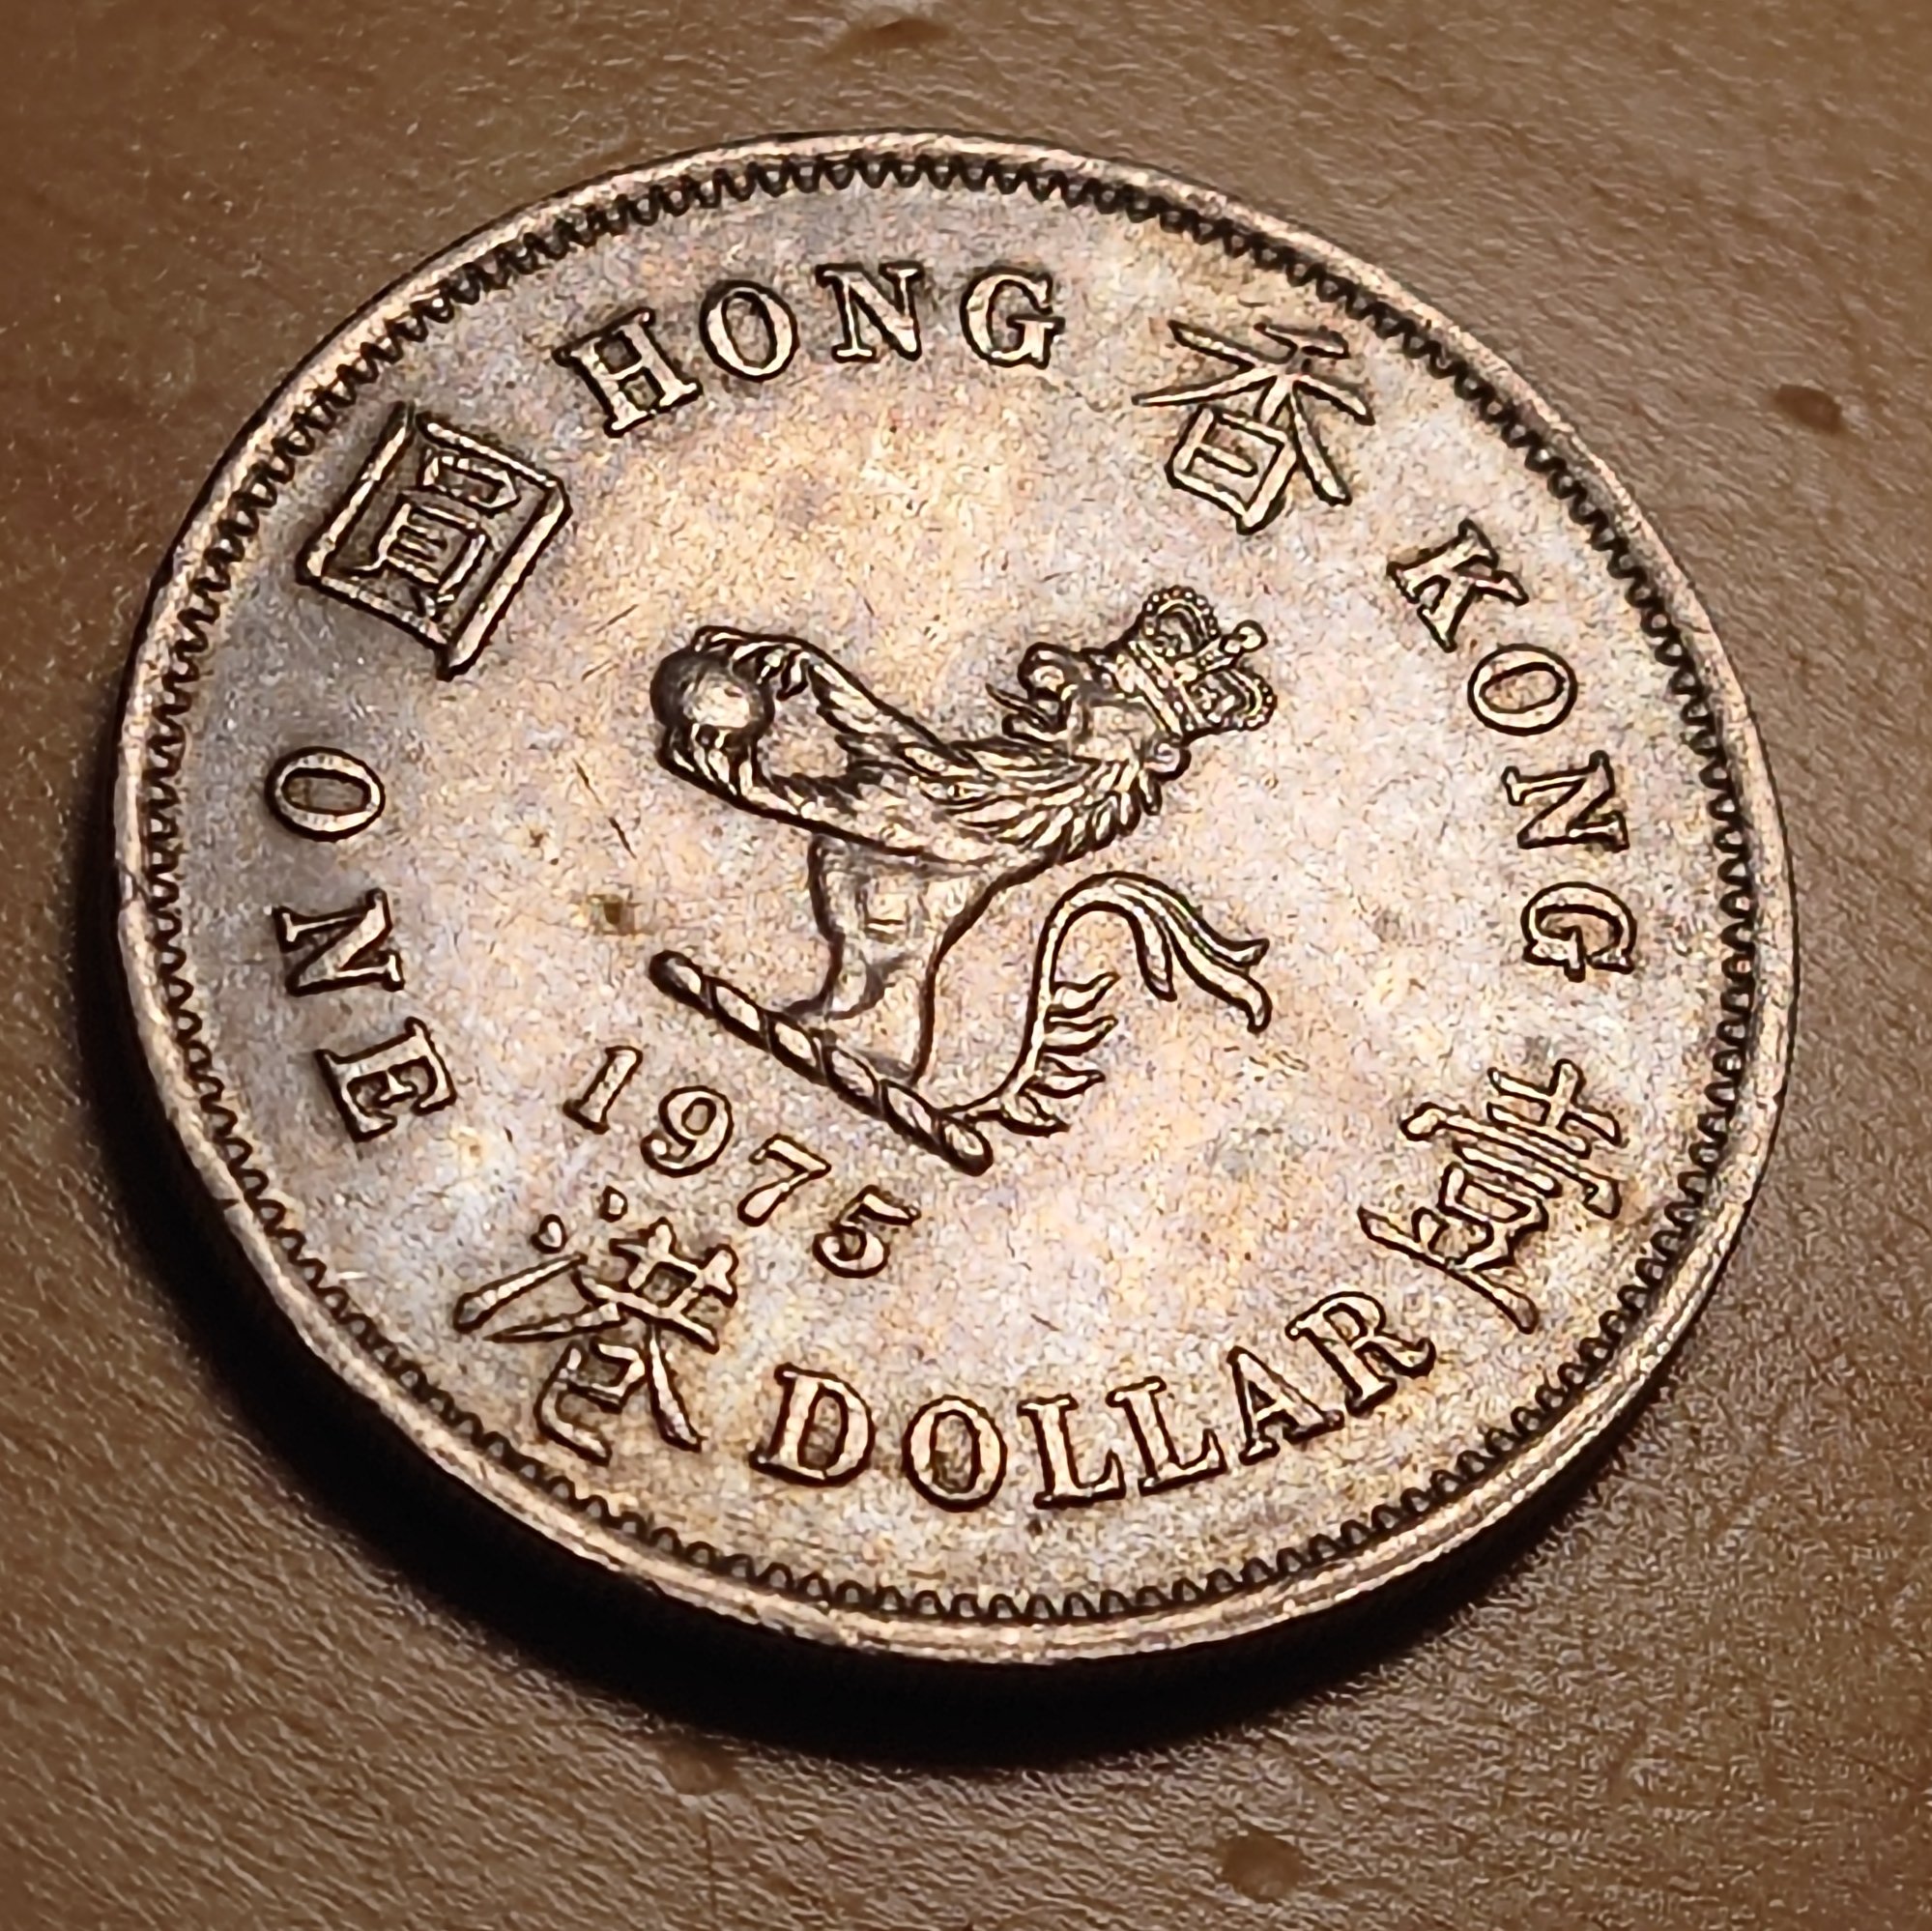 HONG KONG
ONE DOLLAR
香港壹圓
1975